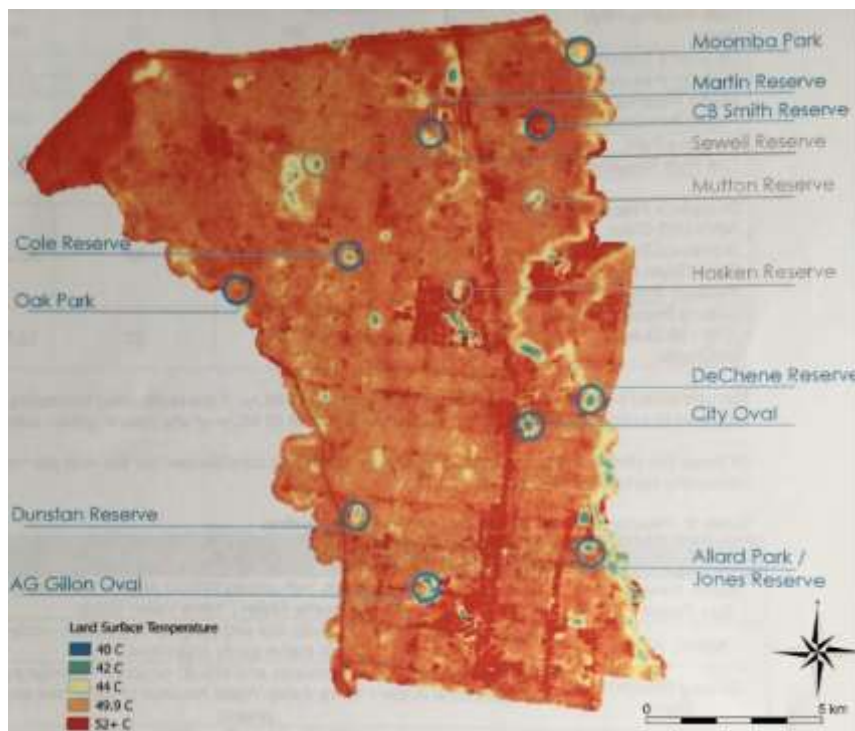 Moomba Park
Martin Reserve
CB Smith Reserve
Sewell Reserve
Mutton Reserve
Cole Reserve
Hosken Reserve
Oak Park
DeChene Reserve
City Oval
Dunstan Reserve
Allard Park /
Jones Reserve
AG Gillon Oval
Land Surface Temperature
40 C
42 C
44 C
49.9 C
52+ C
0
5 km